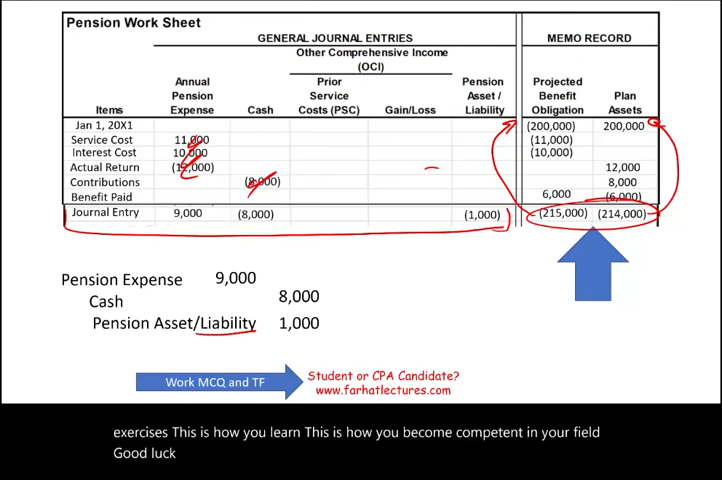 Pension Work Sheet
GENERAL JOURNAL ENTRIES MEMO RECORD
Other Comprehensive Income
(OCI)
Annual Prior Pension Projected
Pension Service Asset / Benefit Plan
Items Expense Cash Costs (PSC) Gain/Loss Liability Obligation Assets
Jan 1, 20X1 (200,000) 200,000
Service Cost 11,000 (11,000)
Interest Cost 10,000 (10,000)
Actual Return (12,000) 12,000
Contributions (8,000) 8,000
Benefit Paid 6,000 (6,000)
Journal Entry 9,000 (8,000) (1,000) (215,000) (214,000)
Pension Expense 9,000
Cash 8,000
Pension Asset/Liability 1,000
Work MCQ and TF
Student or CPA Candidate?
www.farhatlectures.com
exercises This is how you learn This is how you become competent in your field
Good luck